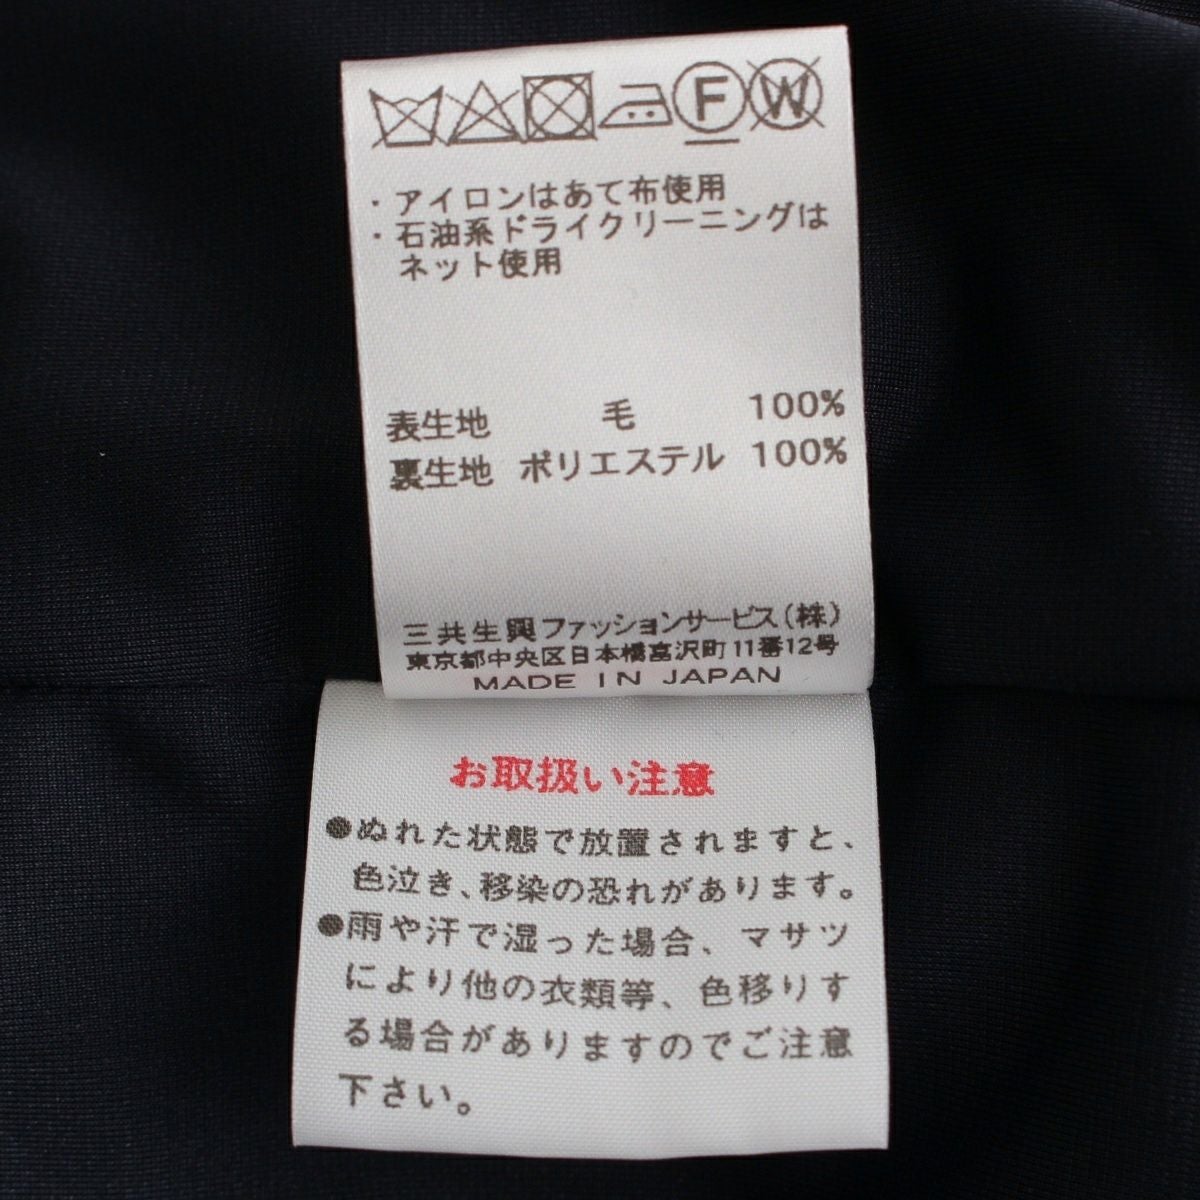 F W
・アイロンはあて布使用
・石油系ドライクリーニングは
ネット使用
表生地 毛 100%
裏生地 ポリエステル 100%
三共生興ファッションサービス(株)
東京都中央区日本橋富沢町11番12号
MADE IN JAPAN
お取扱い注意
●ぬれた状態で放置されますと、
色泣き、移染の恐れがあります。
●雨や汗で湿った場合、マサツ
により他の衣類等、色移りす
る場合がありますのでご注意
下さい。